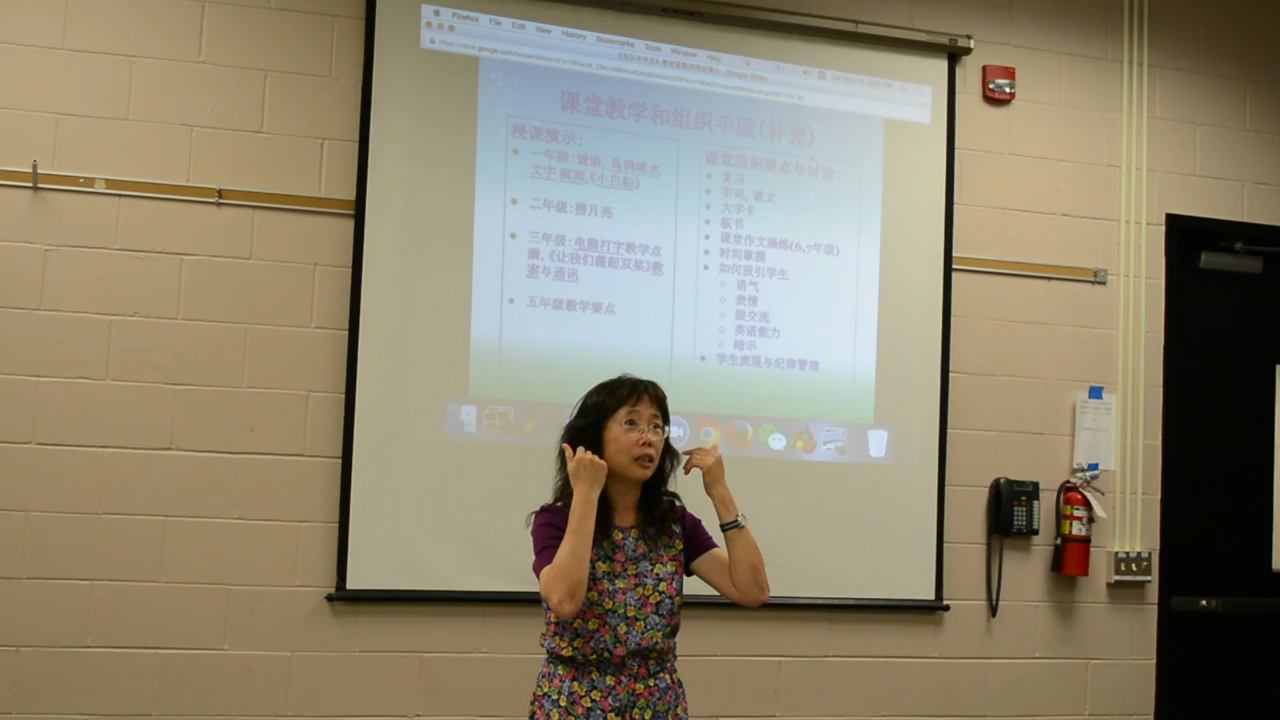 Firefox File Edit View History Bookmarks Tools Window Help
课堂教学和组织手段(补充)
授课演示:
一年级:谜语, 乌鸦喝水
文字 画画,《小白船》
二年级:捞月亮
三年级:电脑打字教学点
滴,《让我们荡起双桨》教
案与通讯
五年级教学要点
课堂组织要点与讨论:
复习
字词, 课文
大字卡
板书
课堂作文操练(6,7年级)
时间掌握
如何吸引学生
语气
表情
眼交流
英语能力
暗示
学生表现与纪律管理